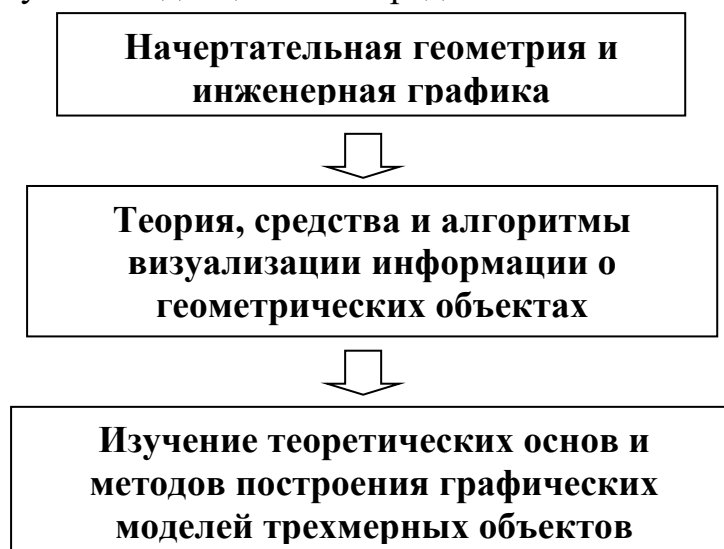 Начертательная геометрия и
инженерная графика
Теория, средства и алгоритмы
визуализации информации о
геометрических объектах
Изучение теоретических основ и
методов построения графических
моделей трехмерных объектов